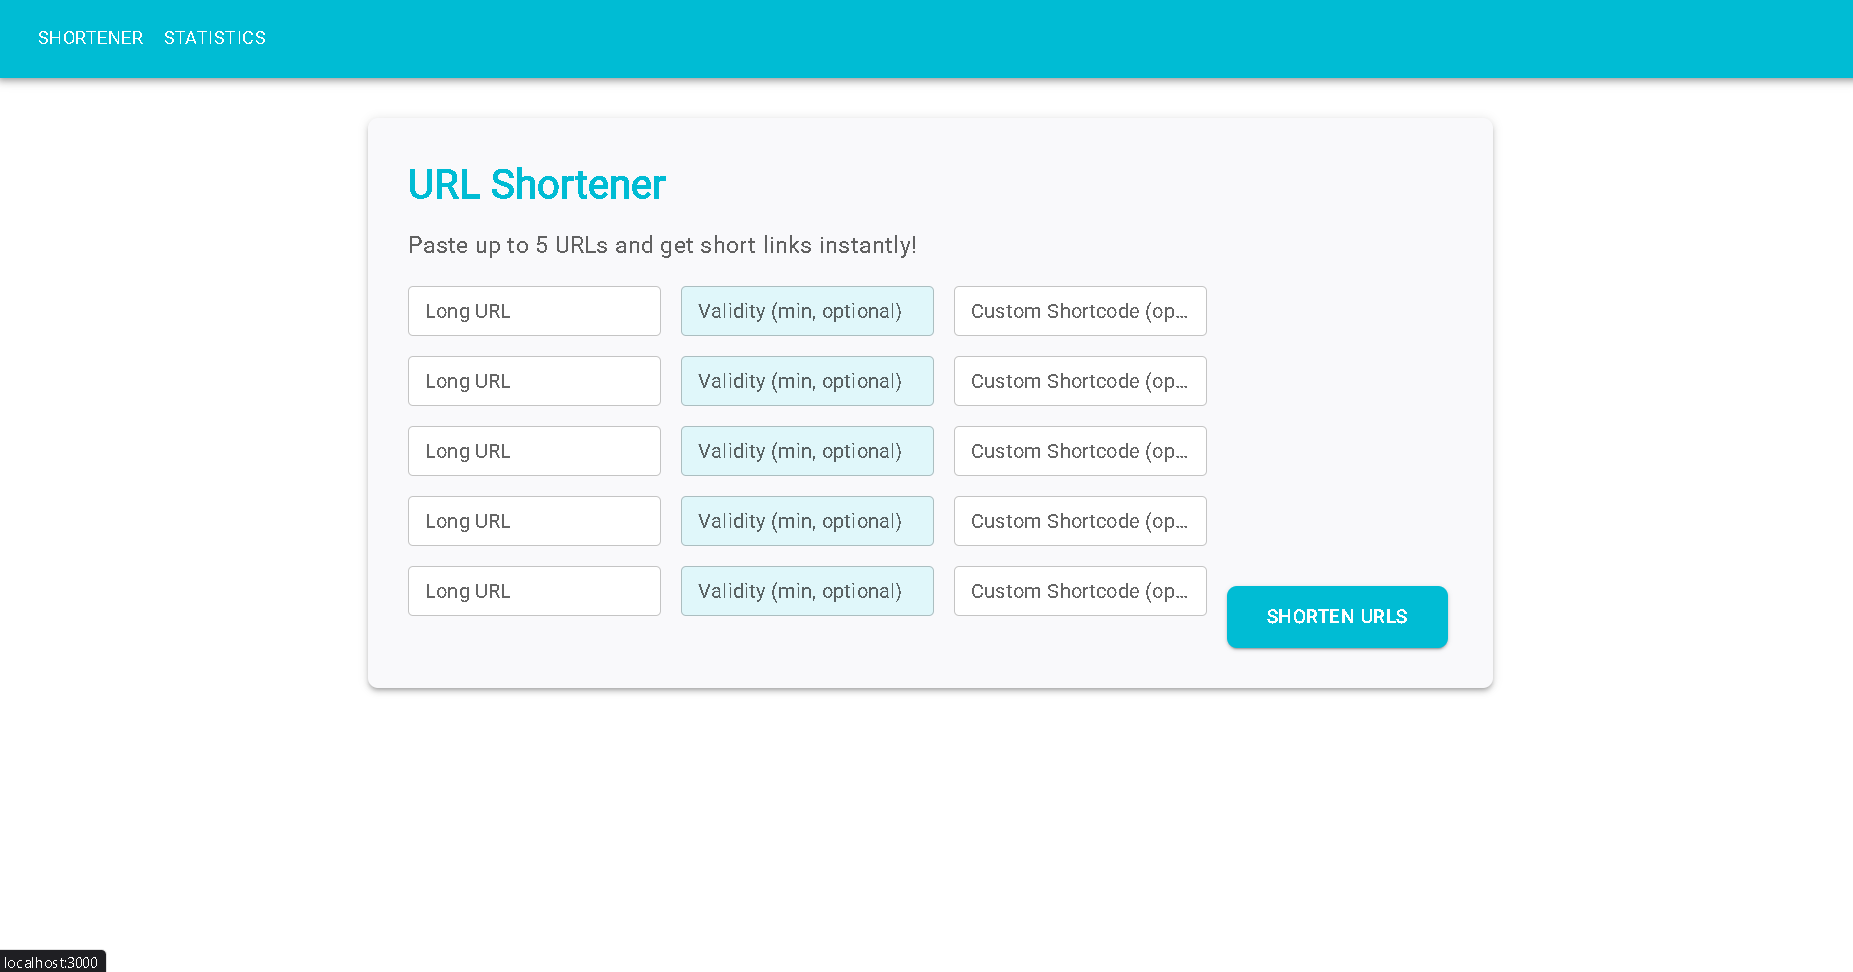 SHORTENER STATISTICS
URL Shortener
Paste up to 5 URLs and get short links instantly!
Long URL Validity (min, optional) Custom Shortcode (op...
Long URL Validity (min, optional) Custom Shortcode (op...
Long URL Validity (min, optional) Custom Shortcode (op...
Long URL Validity (min, optional) Custom Shortcode (op...
Long URL Validity (min, optional) Custom Shortcode (op...
SHORTEN URLS
localhost:3000